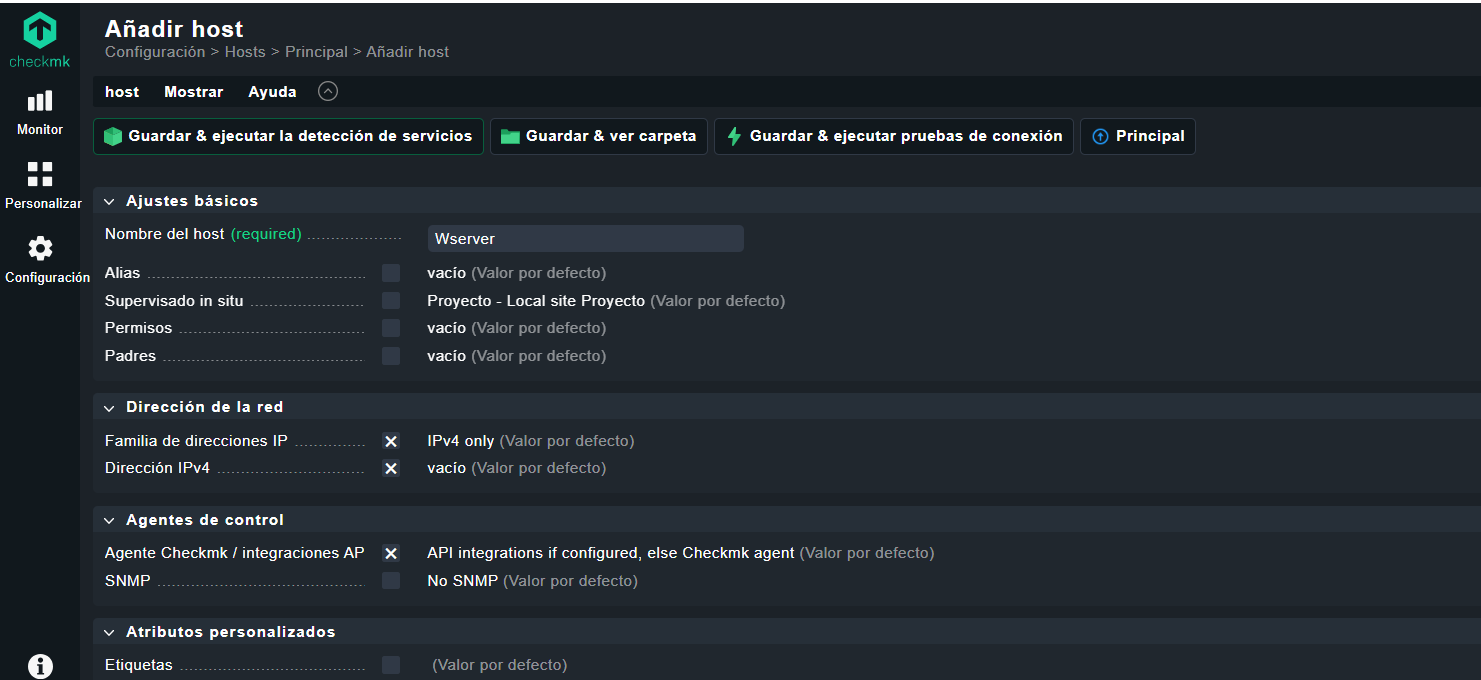 checkmk
Monitor
Personalizar
Configuración
Añadir host
Configuración > Hosts > Principal > Añadir host
host Mostrar Ayuda
Guardar & ejecutar la detección de servicios Guardar & ver carpeta Guardar & ejecutar pruebas de conexión Principal
Ajustes básicos
Nombre del host (required) Wserver
Alias vacío (Valor por defecto)
Supervisado in situ Proyecto - Local site Proyecto (Valor por defecto)
Permisos vacío (Valor por defecto)
Padres vacío (Valor por defecto)
Dirección de la red
Familia de direcciones IP IPv4 only (Valor por defecto)
Dirección IPv4 vacío (Valor por defecto)
Agentes de control
Agente Checkmk / integraciones AP API integrations if configured, else Checkmk agent (Valor por defecto)
SNMP No SNMP (Valor por defecto)
Atributos personalizados
Etiquetas (Valor por defecto)